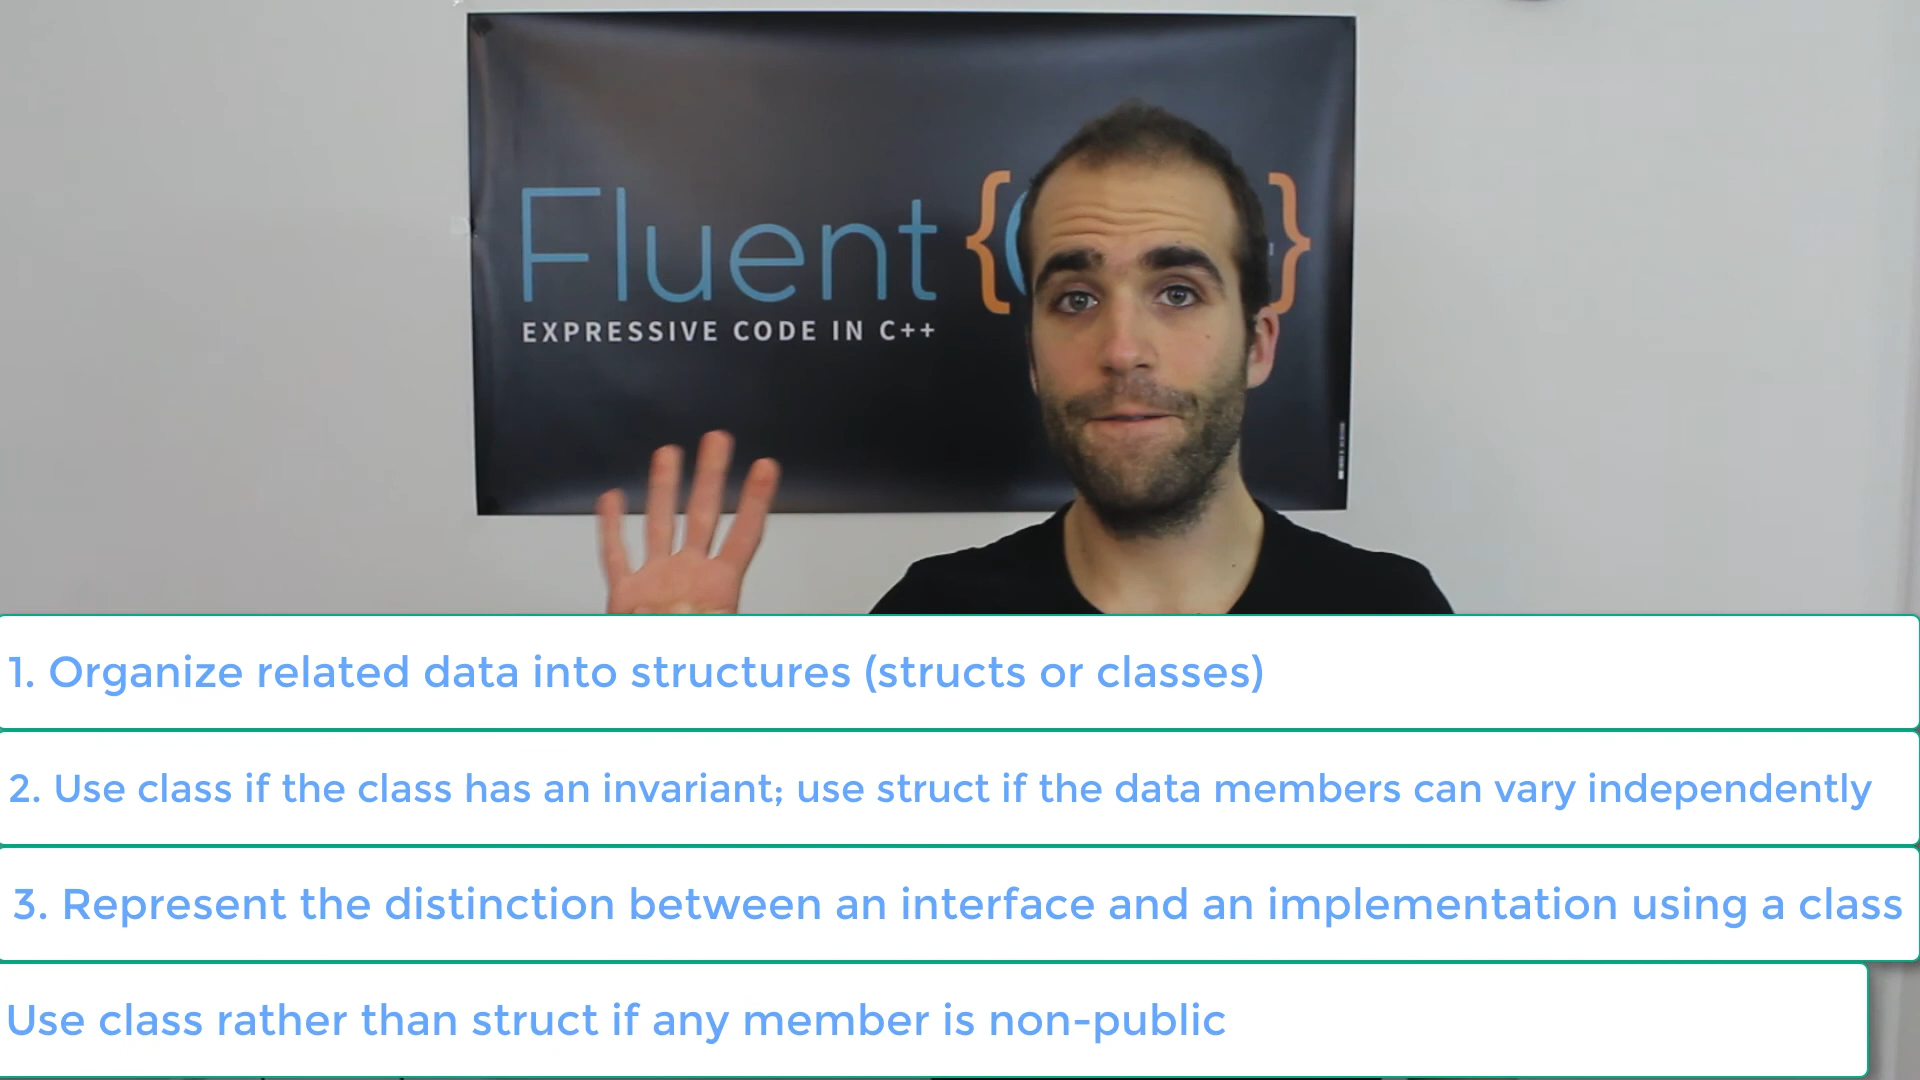 Fluent { }
EXPRESSIVE CODE IN C++
1. Organize related data into structures (structs or classes)
2. Use class if the class has an invariant; use struct if the data members can vary independently
3. Represent the distinction between an interface and an implementation using a class
Use class rather than struct if any member is non-public